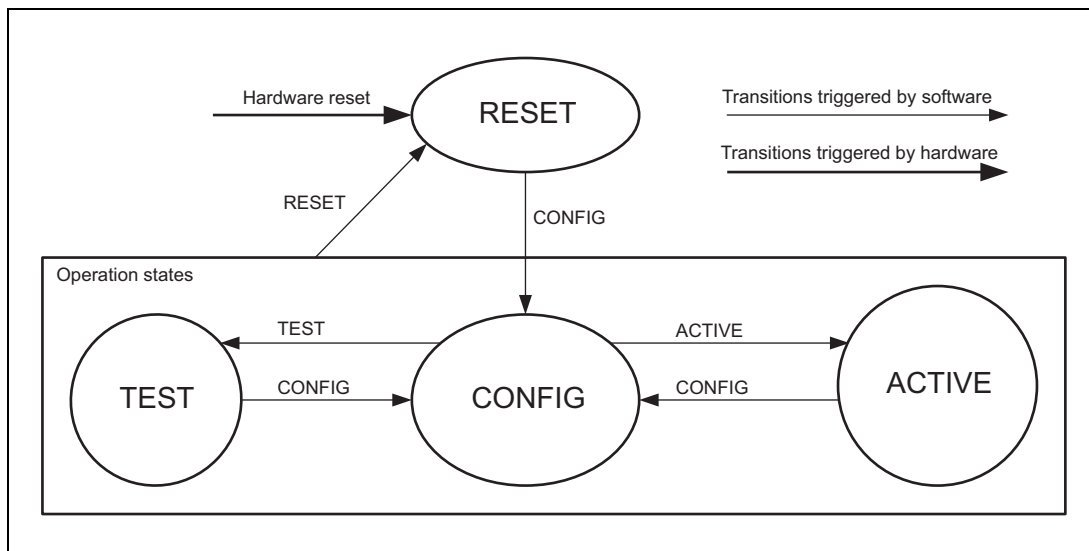 Hardware reset
RESET
Transitions triggered by software
Transitions triggered by hardware
RESET
CONFIG
Operation states
TEST
ACTIVE
TEST
CONFIG
CONFIG
CONFIG
ACTIVE